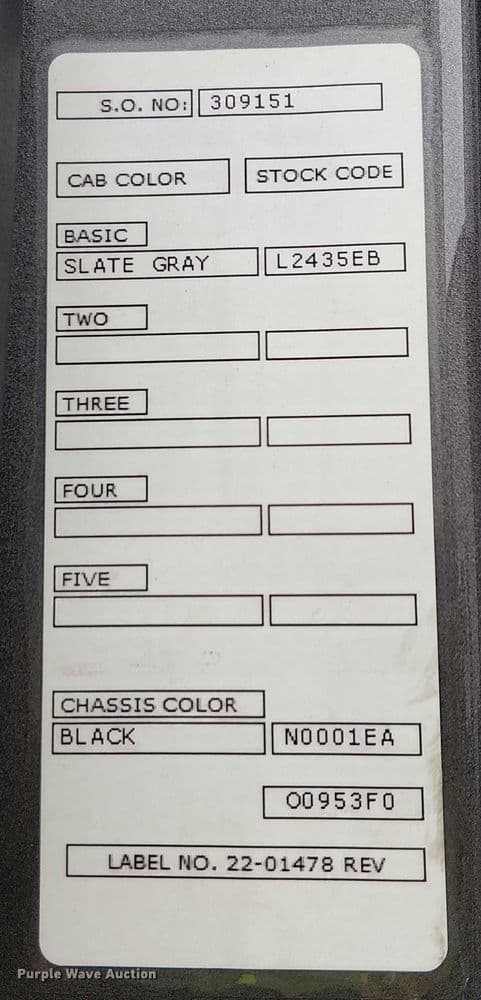 S.O. NO: 309151
CAB COLOR STOCK CODE
BASIC
SLATE GRAY L2435EB
TWO
THREE
FOUR
FIVE
CHASSIS COLOR
BLACK N0001EA
O0953F0
LABEL NO. 22-01478 REV
Purple Wave Auction